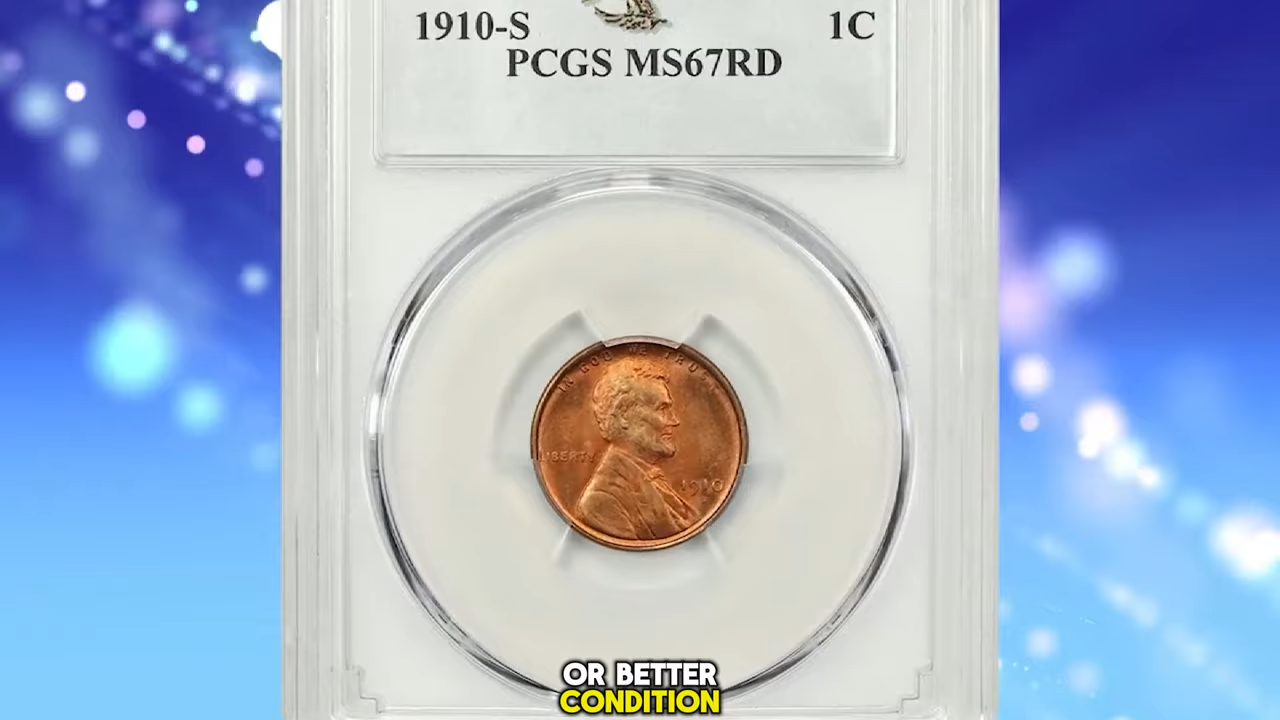 1910-S 1C
PCGS MS67RD
IN GOD WE TRUST
LIBERTY
1910
OR BETTER
CONDITION